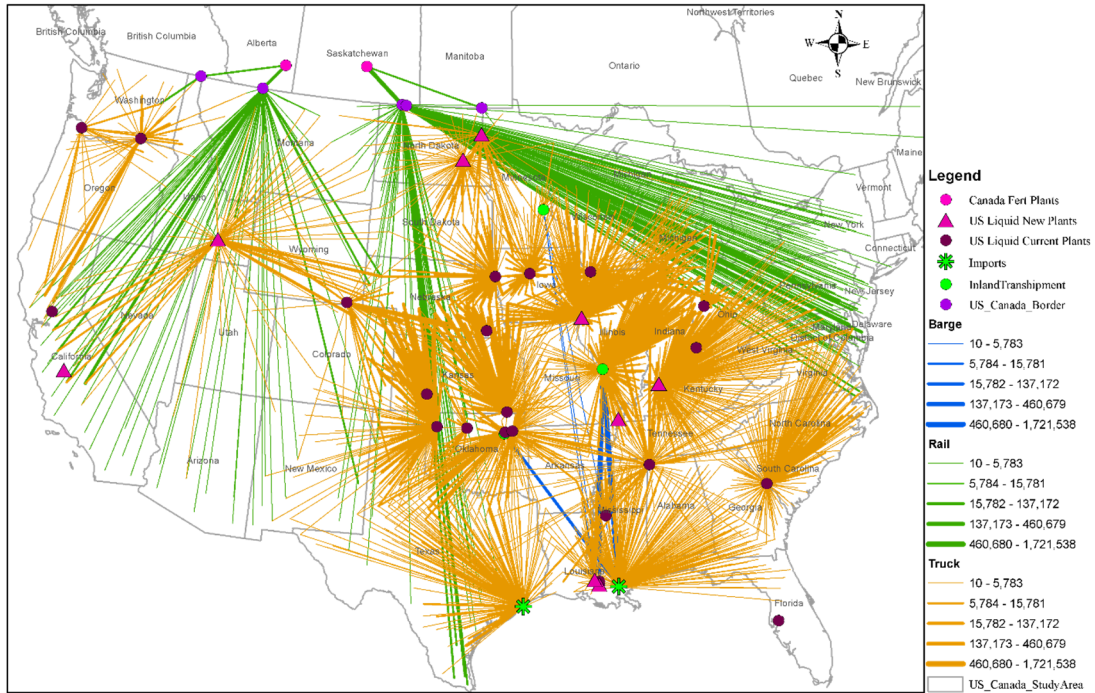 Northwest Territories
British Columbia
British Columbia
Alberta
Saskatchewan
Manitoba
Ontario
Quebec
New Brunswick
N
W
E
S
Washington
Montana
North Dakota
Minnesota
Michigan
Maine
Vermont
Oregon
Idaho
South Dakota
Wisconsin
New York
Michigan
Connecticut
Wyoming
Nebraska
Iowa
Pennsylvania
New Jersey
Nevada
Utah
Illinois
Indiana
Ohio
Maryland
Delaware
District of Columbia
California
Colorado
Kansas
Missouri
West Virginia
Kentucky
Virginia
Arizona
New Mexico
Oklahoma
Arkansas
Tennessee
North Carolina
South Carolina
Texas
Louisiana
Mississippi
Alabama
Georgia
Florida
Legend
Canada Fert Plants
US Liquid New Plants
US Liquid Current Plants
Imports
InlandTranshipment
US_Canada_Border
Barge
10 - 5,783
5,784 - 15,781
15,782 - 137,172
137,173 - 460,679
460,680 - 1,721,538
Rail
10 - 5,783
5,784 - 15,781
15,782 - 137,172
137,173 - 460,679
460,680 - 1,721,538
Truck
10 - 5,783
5,784 - 15,781
15,782 - 137,172
137,173 - 460,679
460,680 - 1,721,538
US_Canada_StudyArea